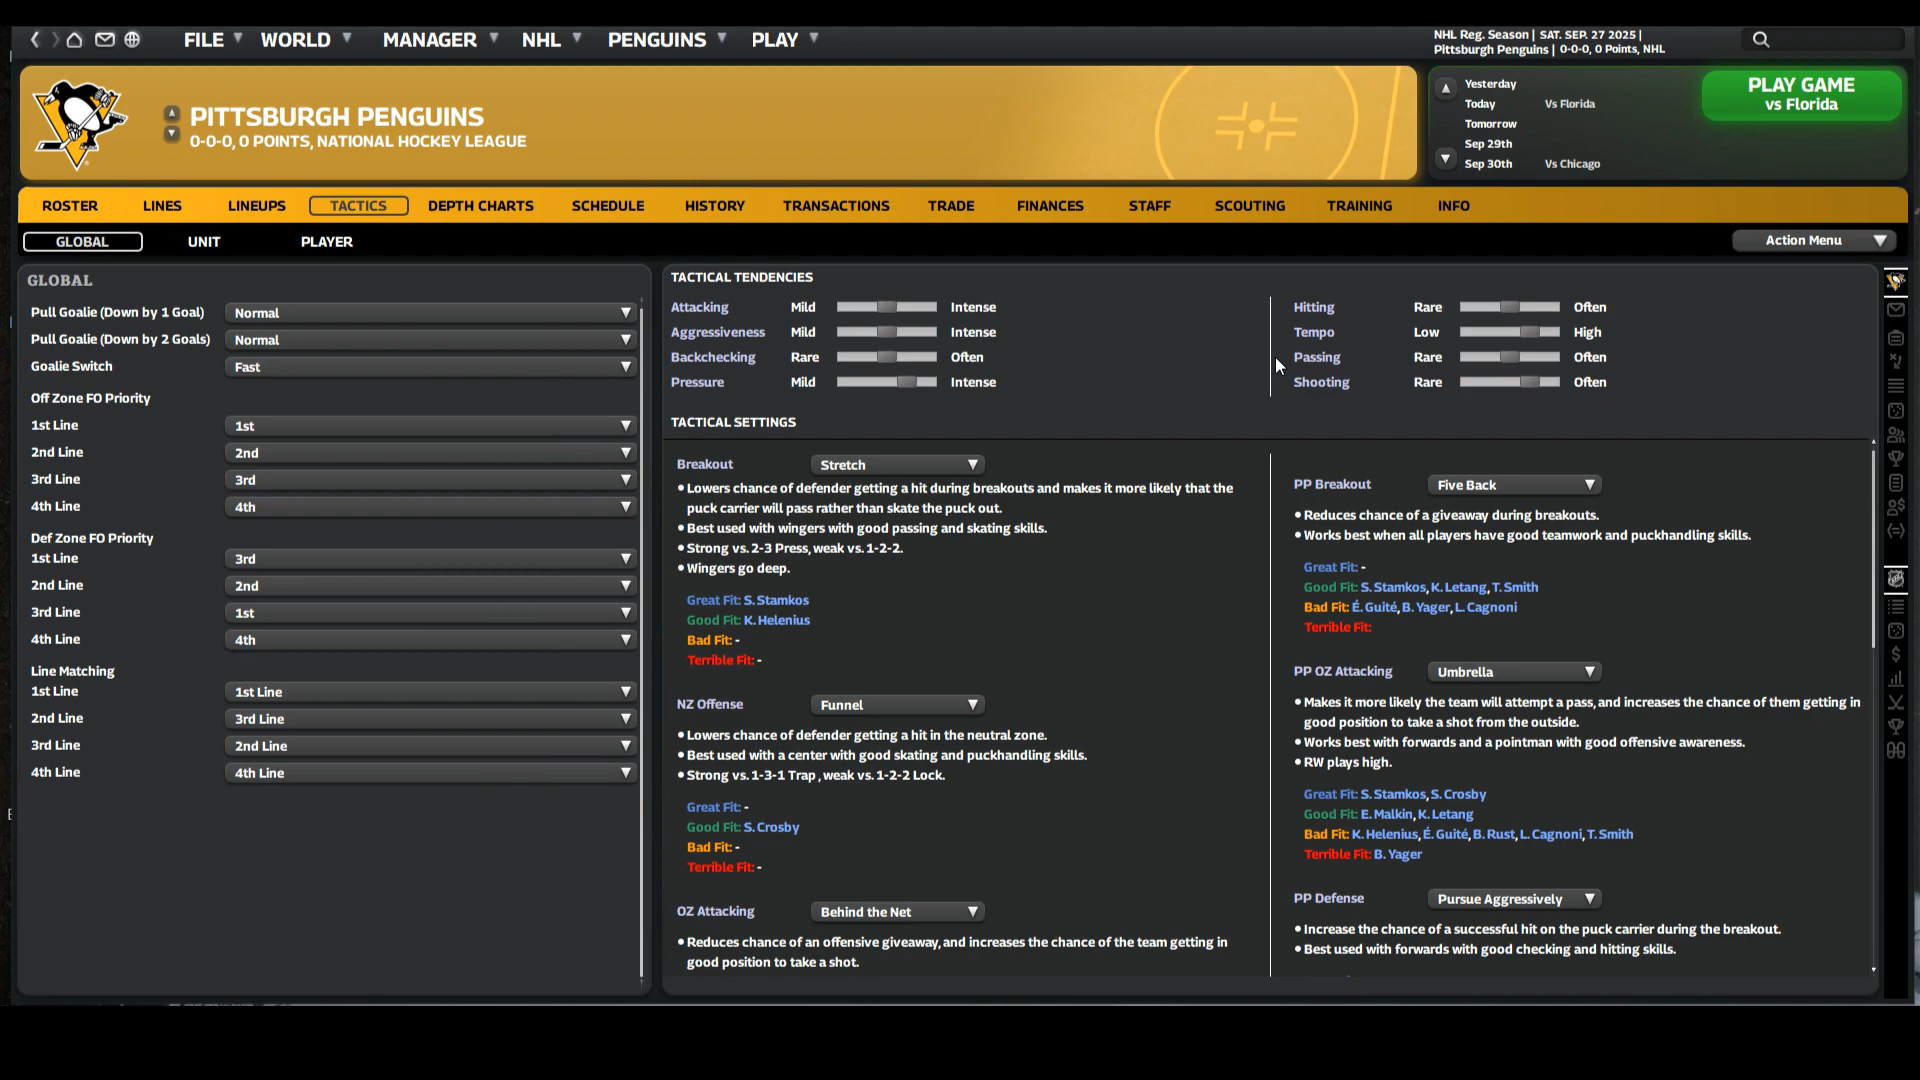 FILE WORLD MANAGER NHL PENGUINS PLAY
NHL Reg. Season | SAT. SEP. 27 2025 |
Pittsburgh Penguins | 0-0-0, 0 Points, NHL
PITTSBURGH PENGUINS
0-0-0, 0 POINTS, NATIONAL HOCKEY LEAGUE
Yesterday
Today Vs Florida
Tomorrow
Sep 29th
Sep 30th Vs Chicago
PLAY GAME
vs Florida
ROSTER LINES LINEUPS TACTICS DEPTH CHARTS SCHEDULE HISTORY TRANSACTIONS TRADE FINANCES STAFF SCOUTING TRAINING INFO
GLOBAL UNIT PLAYER
Action Menu
GLOBAL
Pull Goalie (Down by 1 Goal) Normal
Pull Goalie (Down by 2 Goals) Normal
Goalie Switch Fast
Off Zone FO Priority
1st Line 1st
2nd Line 2nd
3rd Line 3rd
4th Line 4th
Def Zone FO Priority
1st Line 3rd
2nd Line 2nd
3rd Line 1st
4th Line 4th
Line Matching
1st Line 1st Line
2nd Line 3rd Line
3rd Line 2nd Line
4th Line 4th Line
TACTICAL TENDENCIES
Attacking Mild Intense
Aggressiveness Mild Intense
Backchecking Rare Often
Pressure Mild Intense
Hitting Rare Often
Tempo Low High
Passing Rare Often
Shooting Rare Often
TACTICAL SETTINGS
Breakout Stretch
• Lowers chance of defender getting a hit during breakouts and makes it more likely that the
puck carrier will pass rather than skate the puck out.
• Best used with wingers with good passing and skating skills.
• Strong vs. 2-3 Press, weak vs. 1-2-2.
• Wingers go deep.
Great Fit: S. Stamkos
Good Fit: K. Helenius
Bad Fit: -
Terrible Fit: -
NZ Offense Funnel
• Lowers chance of defender getting a hit in the neutral zone.
• Best used with a center with good skating and puckhandling skills.
• Strong vs. 1-3-1 Trap , weak vs. 1-2-2 Lock.
Great Fit: -
Good Fit: S. Crosby
Bad Fit: -
Terrible Fit: -
OZ Attacking Behind the Net
• Reduces chance of an offensive giveaway, and increases the chance of the team getting in
good position to take a shot.
PP Breakout Five Back
• Reduces chance of a giveaway during breakouts.
• Works best when all players have good teamwork and puckhandling skills.
Great Fit: -
Good Fit: S. Stamkos, K. Letang, T. Smith
Bad Fit: É. Guité, B. Yager, L. Cagnoni
Terrible Fit:
PP OZ Attacking Umbrella
• Makes it more likely the team will attempt a pass, and increases the chance of them getting in
good position to take a shot from the outside.
• Works best with forwards and a pointman with good offensive awareness.
• RW plays high.
Great Fit: S. Stamkos, S. Crosby
Good Fit: E. Malkin, K. Letang
Bad Fit: K. Helenius, É. Guité, B. Rust, L. Cagnoni, T. Smith
Terrible Fit: B. Yager
PP Defense Pursue Aggressively
• Increase the chance of a successful hit on the puck carrier during the breakout.
• Best used with forwards with good checking and hitting skills.